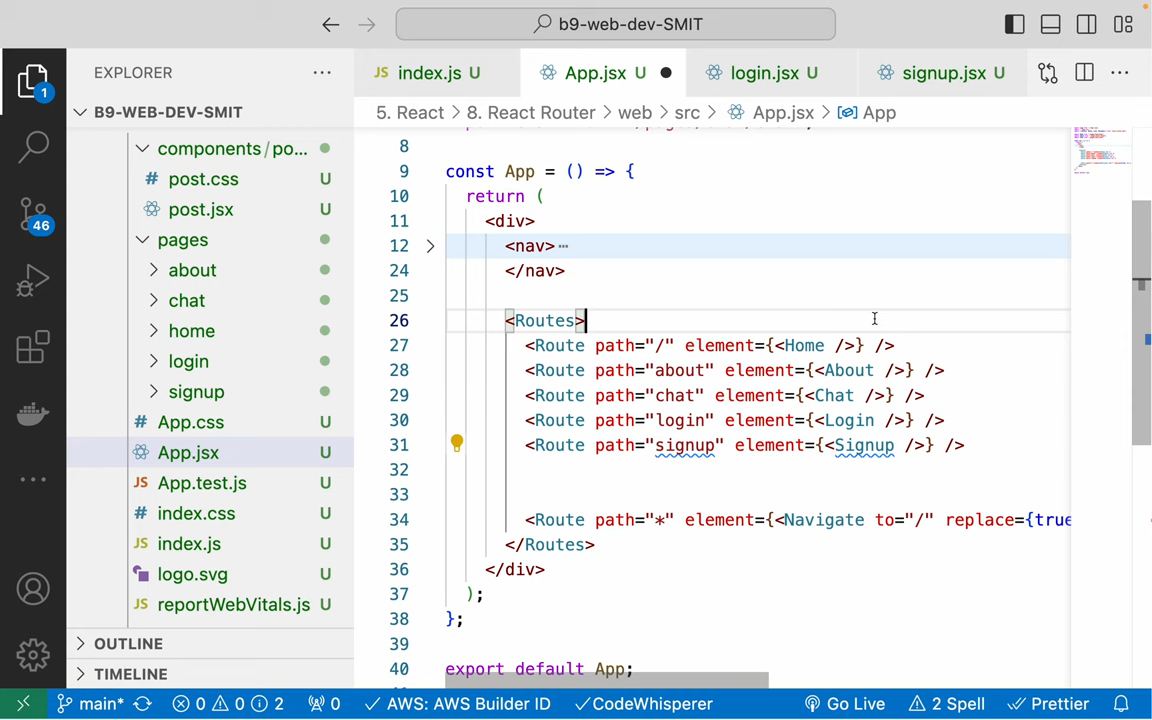 b9-web-dev-SMIT
1
46
EXPLORER
B9-WEB-DEV-SMIT
components/po...
# post.css U
post.jsx U
pages
about
chat
home
login
signup
# App.css U
App.jsx U
JS App.test.js U
# index.css U
JS index.js U
logo.svg U
JS reportWebVitals.js U
OUTLINE
TIMELINE
JS index.js U
App.jsx U
login.jsx U
signup.jsx U
5. React > 8. React Router > web > src > App.jsx > App
8
9 const App = () => {
10 return (
11 <div>
12 <nav>…
24 </nav>
25
26 <Routes>
27 <Route path="/" element={<Home />} />
28 <Route path="about" element={<About />} />
29 <Route path="chat" element={<Chat />} />
30 <Route path="login" element={<Login />} />
31 <Route path="signup" element={<Signup />} />
32
33
34 <Route path="*" element={<Navigate to="/" replace={true
35 </Routes>
36 </div>
37 );
38 };
39
40 export default App;
main* 0 0 2 0 AWS: AWS Builder ID CodeWhisperer Go Live 2 Spell Prettier